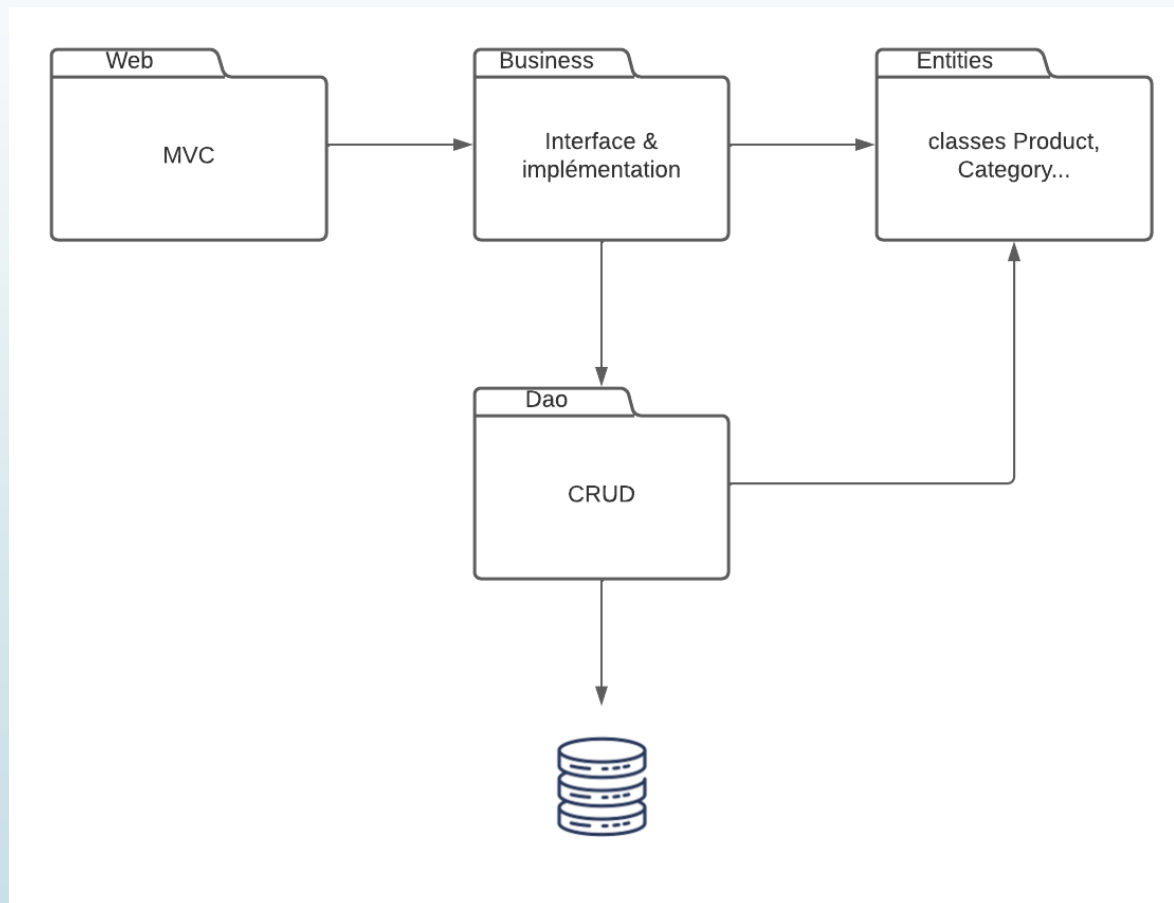 Web
MVC
Business
Interface &
implémentation
Entities
classes Product,
Category...
Dao
CRUD